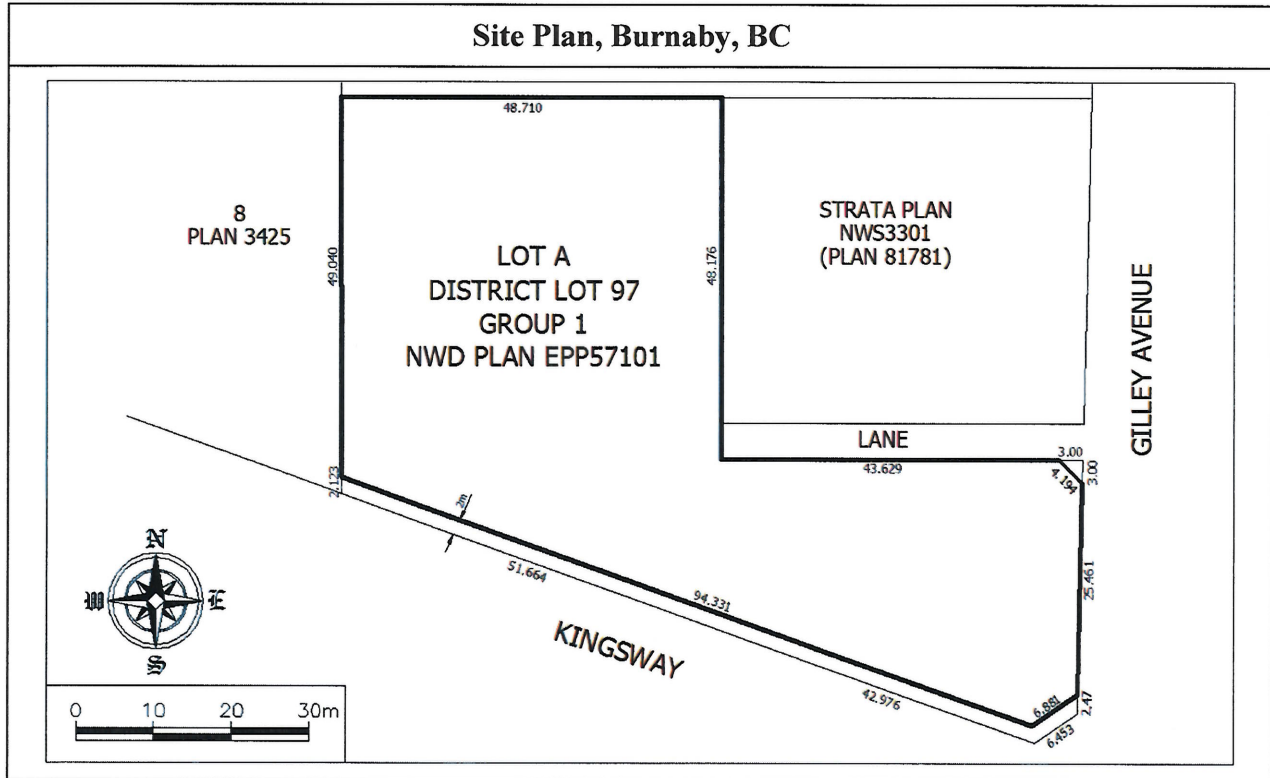 Site Plan, Burnaby, BC
48.710
8
PLAN 3425
49.040
LOT A
DISTRICT LOT 97
GROUP 1
NWD PLAN EPP57101
48.176
STRATA PLAN
NWS3301
(PLAN 81781)
GILLEY AVENUE
LANE
43.629
3.00
3.00
4.194
2.123
2m
51.664
94.331
25.461
KINGSWAY
42.976
6.881
2.47
6.453
N
W
E
S
0 10 20 30m